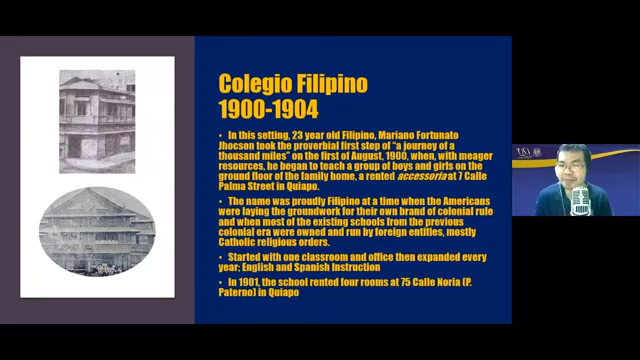 Colegio Filipino
1900-1904
In this setting, 23 year old Filipino, Mariano Fortunato
Jhocson took the proverbial first step of "a journey of a
thousand miles" on the first of August, 1900, when, with meager
resources, he began to teach a group of boys and girls on the
ground floor of the family home, a rented accessoria at 7 Calle
Palma Street in Quiapo.
The name was proudly Filipino at a time when the Americans
were laying the groundwork for their own brand of colonial rule
and when most of the existing schools from the previous
colonial era were owned and run by foreign entities, mostly
Catholic religious orders.
Started with one classroom and office then expanded every
year; English and Spanish Instruction
In 1901, the school rented four rooms at 75 Calle Noria (P.
Paterno) in Quiapo